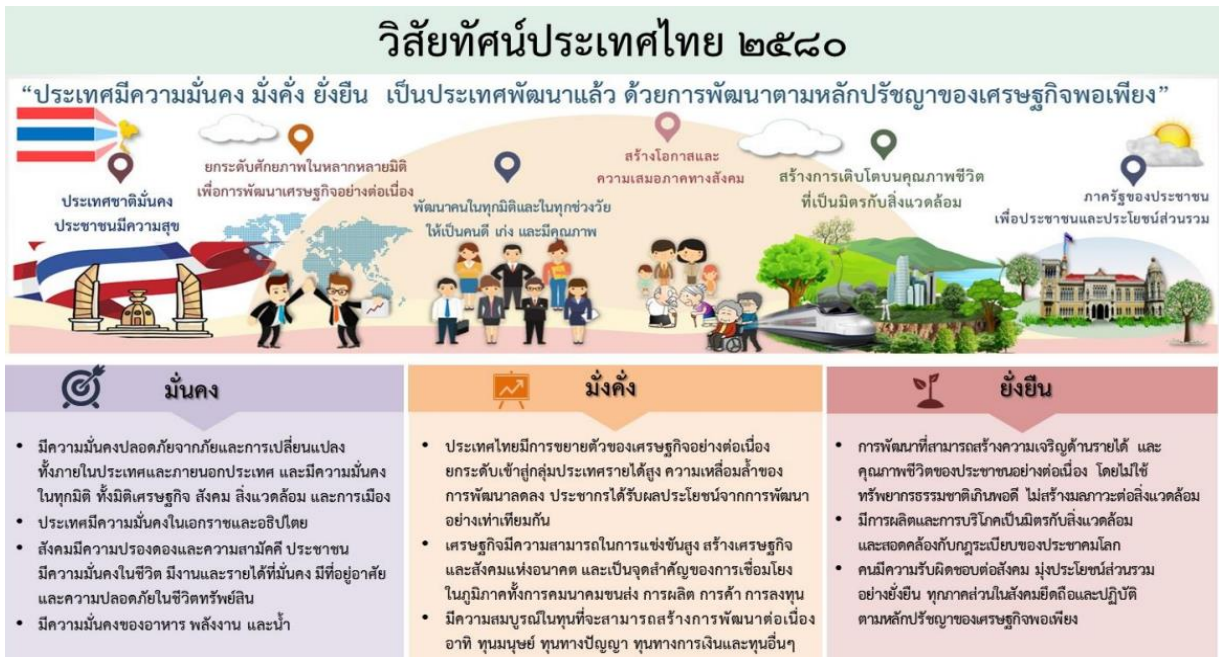 วิสัยทัศน์ประเทศไทย ๒๕๘๐
“ประเทศมีความมั่นคง มั่งคั่ง ยั่งยืน เป็นประเทศพัฒนาแล้ว ด้วยการพัฒนาตามหลักปรัชญาของเศรษฐกิจพอเพียง”
ประเทศชาติมั่นคง
ประชาชนมีความสุข
ยกระดับศักยภาพในหลากหลายมิติ
เพื่อการพัฒนาเศรษฐกิจอย่างต่อเนื่อง
พัฒนาคนในทุกมิติและในทุกช่วงวัย
ให้เป็นคนดี เก่ง และมีคุณภาพ
สร้างโอกาสและ
ความเสมอภาคทางสังคม
สร้างการเติบโตบนคุณภาพชีวิต
ที่เป็นมิตรกับสิ่งแวดล้อม
ภาครัฐของประชาชน
เพื่อประชาชนและประโยชน์ส่วนรวม
มั่นคง
• มีความมั่นคงปลอดภัยจากภัยและการเปลี่ยนแปลง
ทั้งภายในประเทศและภายนอกประเทศ และมีความมั่นคง
ในทุกมิติ ทั้งมิติเศรษฐกิจ สังคม สิ่งแวดล้อม และการเมือง
• ประเทศมีความมั่นคงในเอกราชและอธิปไตย
• สังคมมีความปรองดองและความสามัคคี ประชาชน
มีความมั่นคงในชีวิต มีงานและรายได้ที่มั่นคง มีที่อยู่อาศัย
และความปลอดภัยในชีวิตทรัพย์สิน
• มีความมั่นคงของอาหาร พลังงาน และน้ำ
มั่งคั่ง
• ประเทศไทยมีการขยายตัวของเศรษฐกิจอย่างต่อเนื่อง
ยกระดับเข้าสู่กลุ่มประเทศรายได้สูง ความเหลื่อมล้ำของ
การพัฒนาลดลง ประชากรได้รับผลประโยชน์จากการพัฒนา
อย่างเท่าเทียมกัน
• เศรษฐกิจมีความสามารถในการแข่งขันสูง สร้างเศรษฐกิจ
และสังคมแห่งอนาคต และเป็นจุดสำคัญของการเชื่อมโยง
ในภูมิภาคทั้งการคมนาคมขนส่ง การผลิต การค้า การลงทุน
• มีความสมบูรณ์ในทุนที่จะสามารถสร้างการพัฒนาต่อเนื่อง
อาทิ ทุนมนุษย์ ทุนทางปัญญา ทุนทางการเงินและทุนอื่นๆ
ยั่งยืน
• การพัฒนาที่สามารถสร้างความเจริญด้านรายได้ และ
คุณภาพชีวิตของประชาชนอย่างต่อเนื่อง โดยไม่ใช้
ทรัพยากรธรรมชาติเกินพอดี ไม่สร้างมลภาวะต่อสิ่งแวดล้อม
• มีการผลิตและการบริโภคเป็นมิตรกับสิ่งแวดล้อม
และสอดคล้องกับกฎระเบียบของประชาคมโลก
• คนมีความรับผิดชอบต่อสังคม มุ่งประโยชน์ส่วนรวม
อย่างยั่งยืน ทุกภาคส่วนในสังคมยึดถือและปฏิบัติ
ตามหลักปรัชญาของเศรษฐกิจพอเพียง